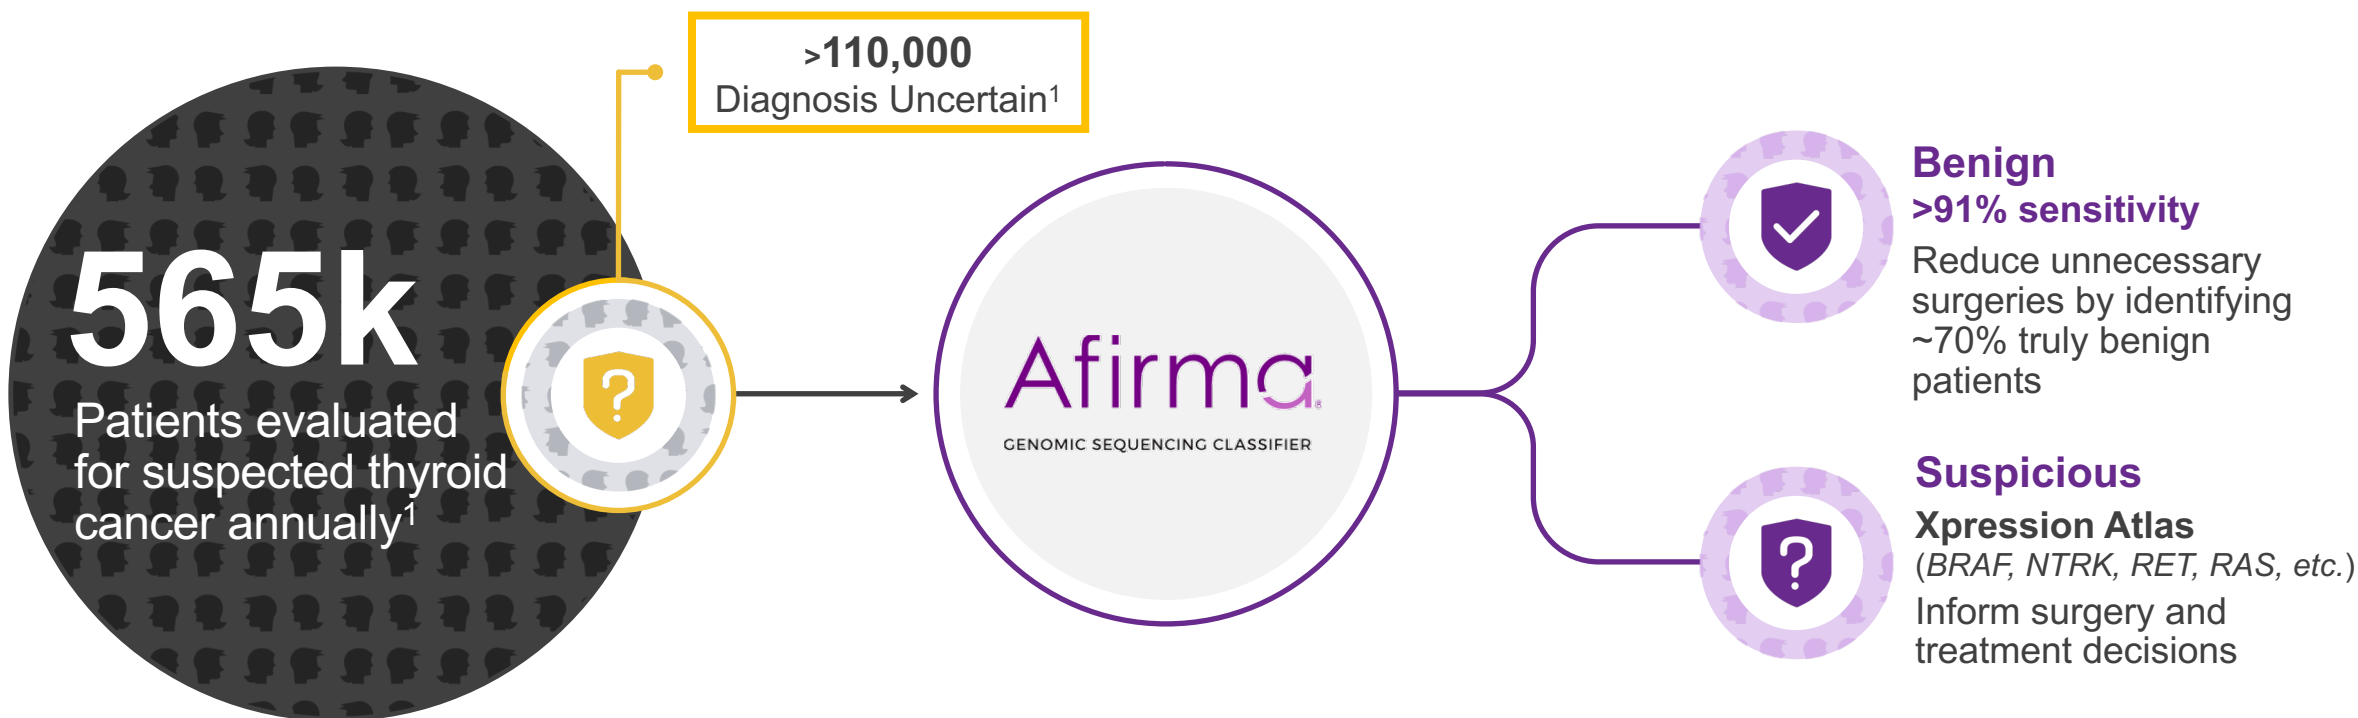 >110,000
Diagnosis Uncertain¹
565k
Patients evaluated
for suspected thyroid
cancer annually¹
?
Afirma®
GENOMIC SEQUENCING CLASSIFIER
Benign
>91% sensitivity
Reduce unnecessary
surgeries by identifying
~70% truly benign
patients
?
Suspicious
Xpression Atlas
(BRAF, NTRK, RET, RAS, etc.)
Inform surgery and
treatment decisions